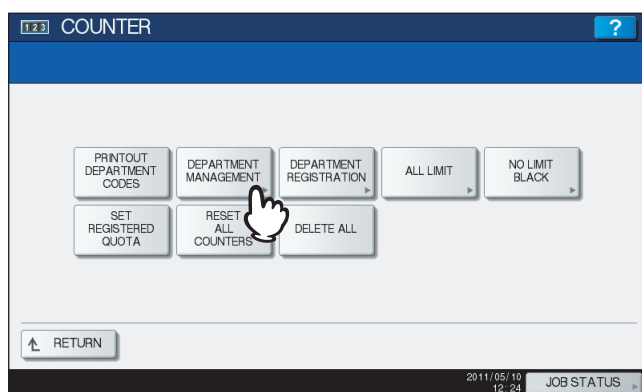 123 COUNTER
?
PRINTOUT
DEPARTMENT
CODES
DEPARTMENT
MANAGEMENT
DEPARTMENT
REGISTRATION
ALL LIMIT
NO LIMIT
BLACK
SET
REGISTERED
QUOTA
RESET
ALL
COUNTERS
DELETE ALL
RETURN
2011/05/10
12:24
JOB STATUS